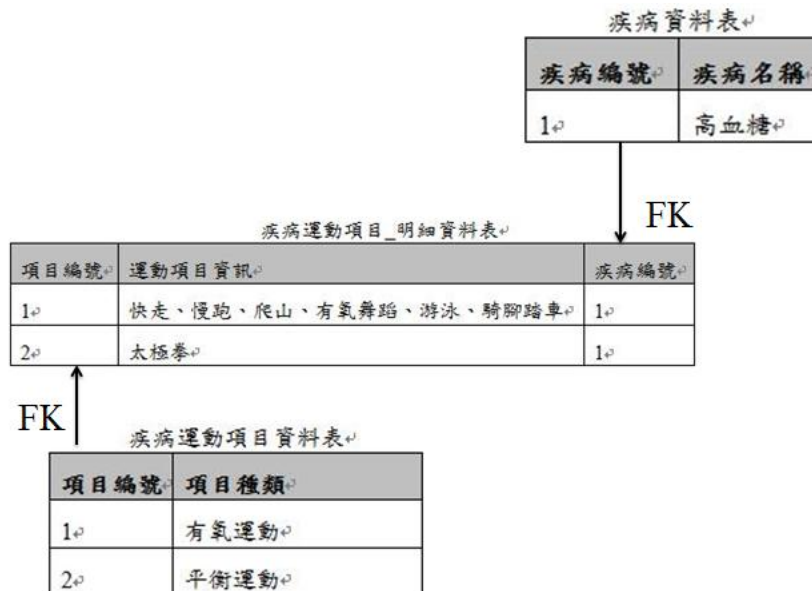 疾病資料表
疾病編號 疾病名稱
1 高血糖
FK
疾病運動項目_明細資料表
項目編號 運動項目資訊 疾病編號
1 快走、慢跑、爬山、有氧舞蹈、游泳、騎腳踏車 1
2 太極拳 1
FK
疾病運動項目資料表
項目編號 項目種類
1 有氧運動
2 平衡運動